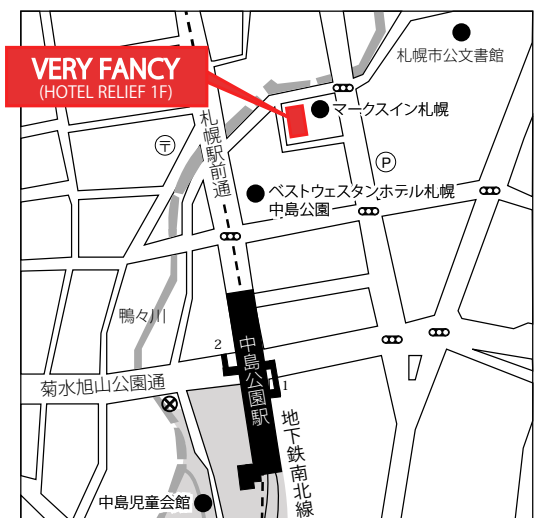 札幌市公文書館
VERY FANCY
(HOTEL RELIEF 1F)
マークスイン札幌
札幌駅前通
〒
P
ベストウェスタンホテル札幌
中島公園
鴨々川
2
中島公園駅
1
菊水旭山公園通
地下鉄南北線
中島児童会館